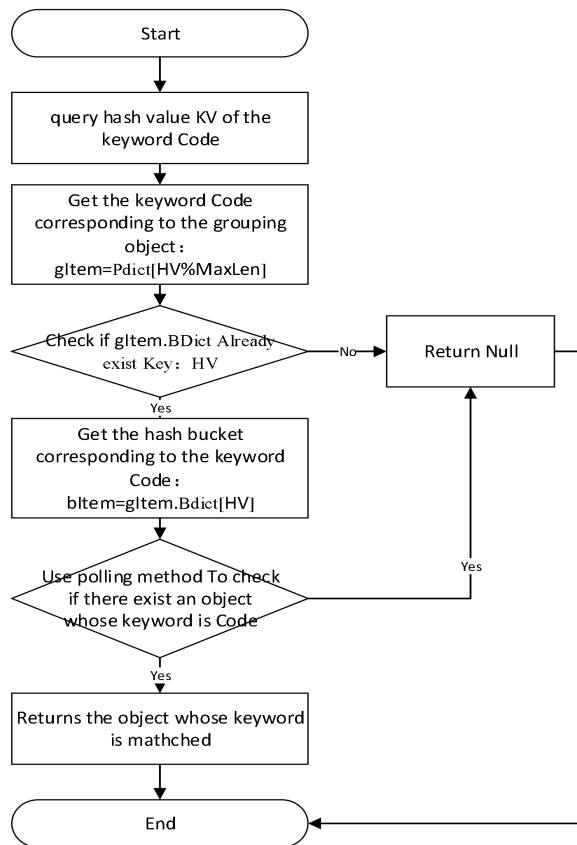 Start
query hash value KV of the
keyword Code
Get the keyword Code
corresponding to the grouping
object：
gItem=Pdict[HV%MaxLen]
Check if gItem.BDict Already
exist Key：HV
No
Return Null
Yes
Get the hash bucket
corresponding to the keyword
Code：
bItem=gItem.Bdict[HV]
Use polling method To check
if there exist an object
whose keyword is Code
Yes
Yes
Returns the object whose keyword
is mathched
End